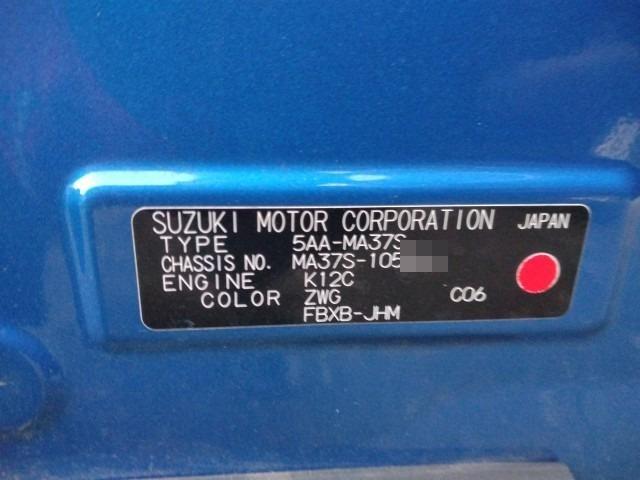 SUZUKI MOTOR CORPORATION JAPAN
TYPE 5AA-MA37S
CHASSIS NO. MA37S-105
ENGINE K12C
COLOR ZWG C06
FBXB-JHM